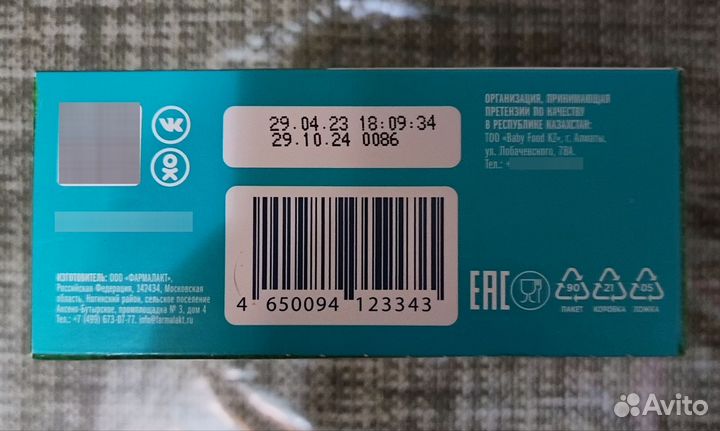 29.04.23 18:09:34
29.10.24 0086
ОРГАНИЗАЦИЯ, ПРИНИМАЮЩАЯ
ПРЕТЕНЗИИ ПО КАЧЕСТВУ
В РЕСПУБЛИКЕ КАЗАХСТАН:
ТОО «Baby Food KZ», г. Алматы,
ул. Лобачевского, 78А.
Тел.: +
ИЗГОТОВИТЕЛЬ: ООО «ФАРМАЛАКТ».
Российская Федерация, 142434, Московская
область, Ногинский район, сельское поселение
Аксено-Бутырское, промплощадка № 3, дом 4
Тел.: +7 (499) 673-07-77. info@farmalakt.ru
4 650094 123343
EAC
90 21 05
ПАКЕТ КОРОБКА ЛОЖКА
Avito